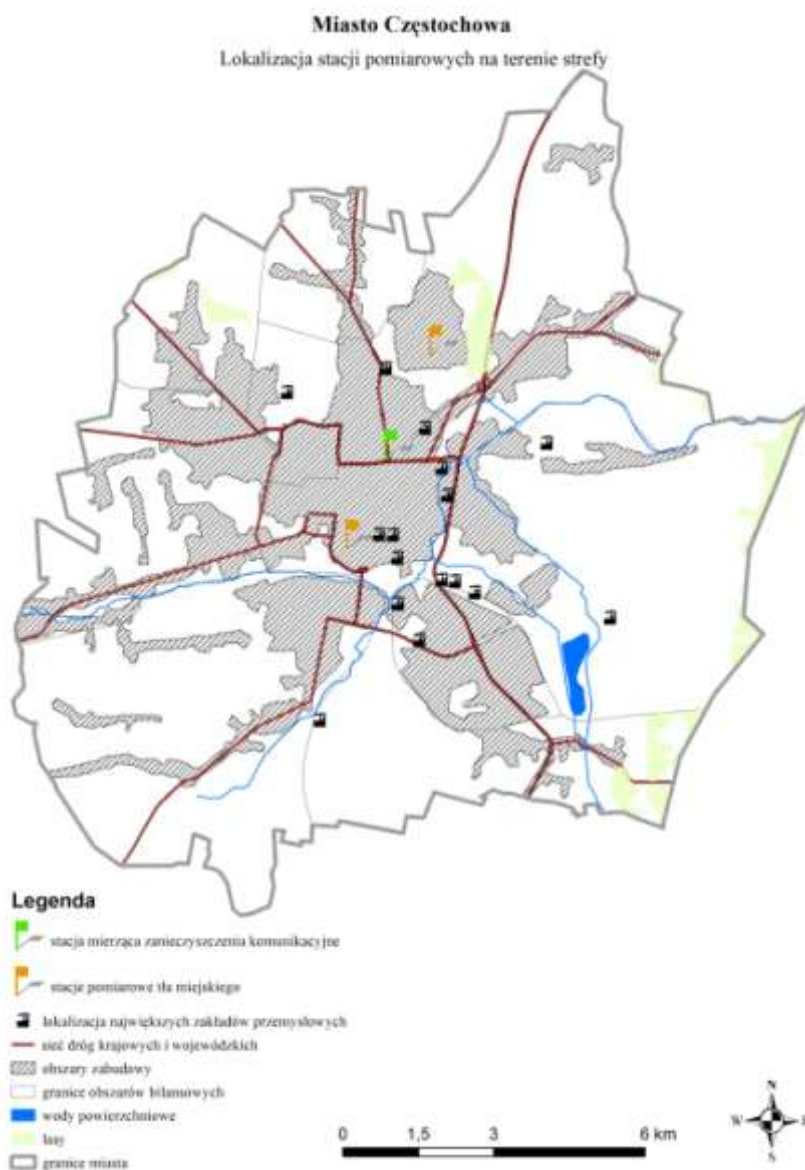 Miasto Częstochowa
Lokalizacja stacji pomiarowych na terenie strefy
Legenda
stacja mierząca zanieczyszczenia komunikacyjne
stacje pomiarowe tła miejskiego
lokalizacja największych zakładów przemysłowych
sieć dróg krajowych i wojewódzkich
obszary zabudowy
granice obszarów bilansowych
wody powierzchniowe
lasy
granice miasta
0 1,5 3 6 km
N
W E
S